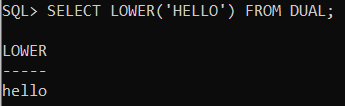 SQL> SELECT LOWER('HELLO') FROM DUAL;
LOWER
-----
hello